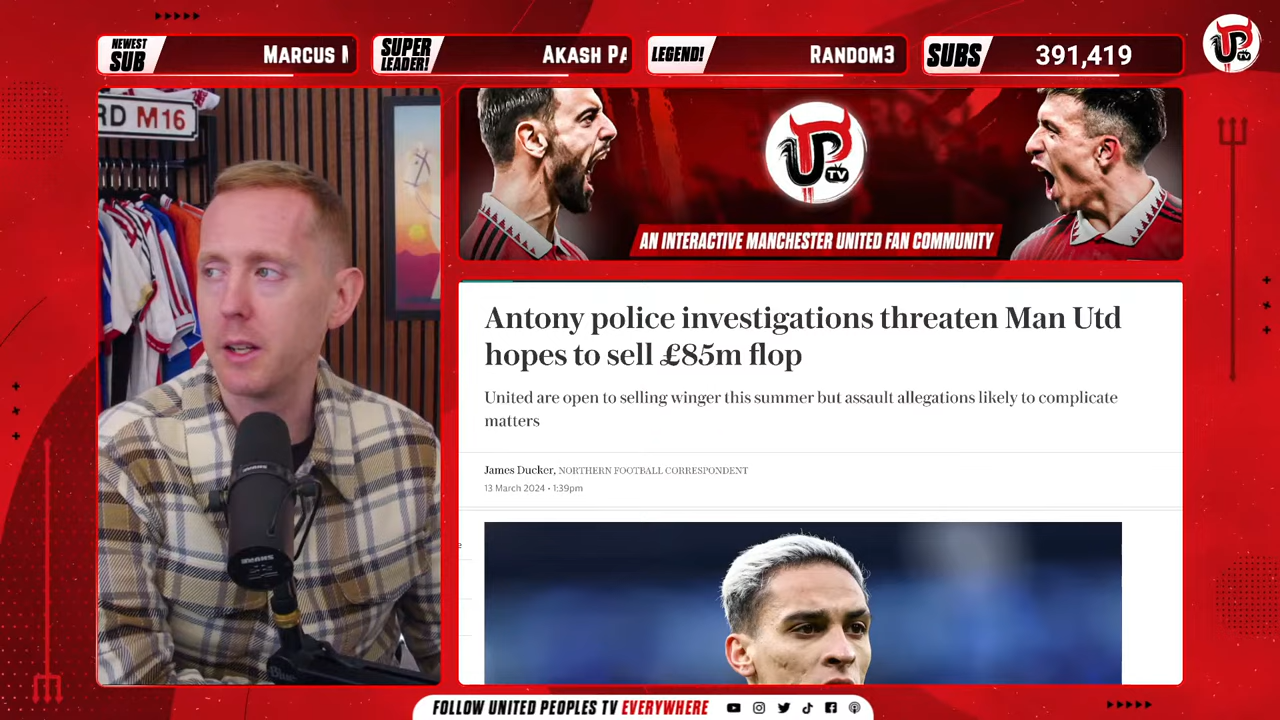 NEWEST
SUB
MARCUS
SUPER
LEADER!
AKASH PA
LEGEND!
RANDOM3
SUBS
391,419
UP
TV
RD M16
UP
TV
AN INTERACTIVE MANCHESTER UNITED FAN COMMUNITY
Antony police investigations threaten Man Utd
hopes to sell £85m flop
United are open to selling winger this summer but assault allegations likely to complicate
matters
James Ducker, NORTHERN FOOTBALL CORRESPONDENT
13 March 2024 • 1:39pm
FOLLOW UNITED PEOPLES TV EVERYWHERE